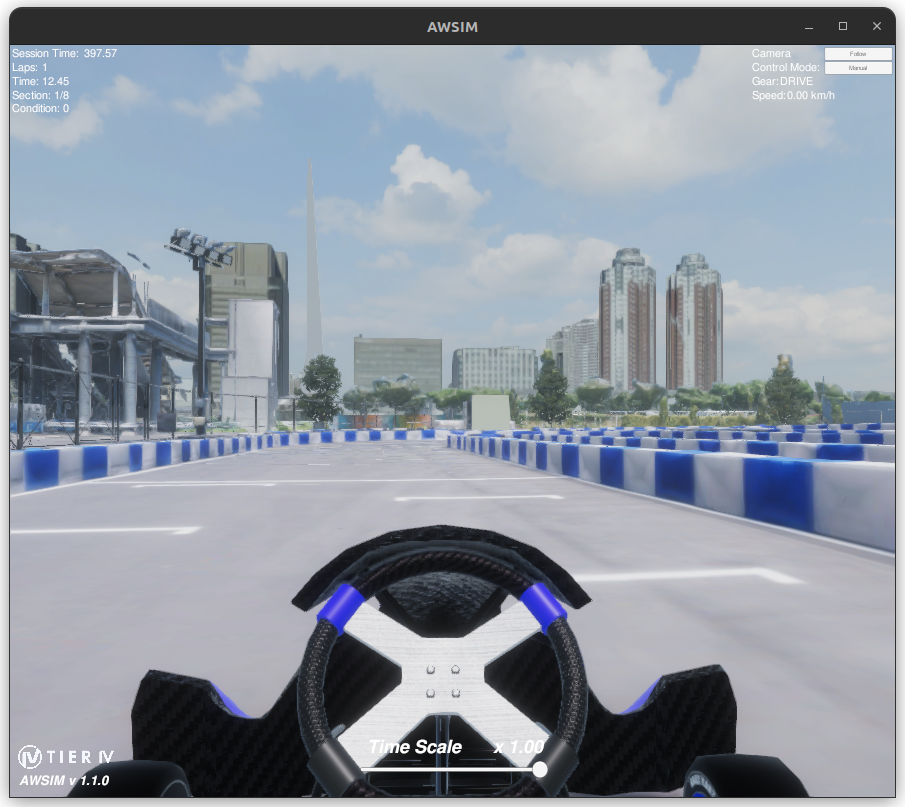 AWSIM
Session Time: 397.57
Laps: 1
Time: 12.45
Section: 1/8
Condition: 0
Camera Follow
Control Mode: Manual
Gear:DRIVE
Speed:0.00 km/h
Time Scale x 1.00
TIER IV
AWSIM v 1.1.0